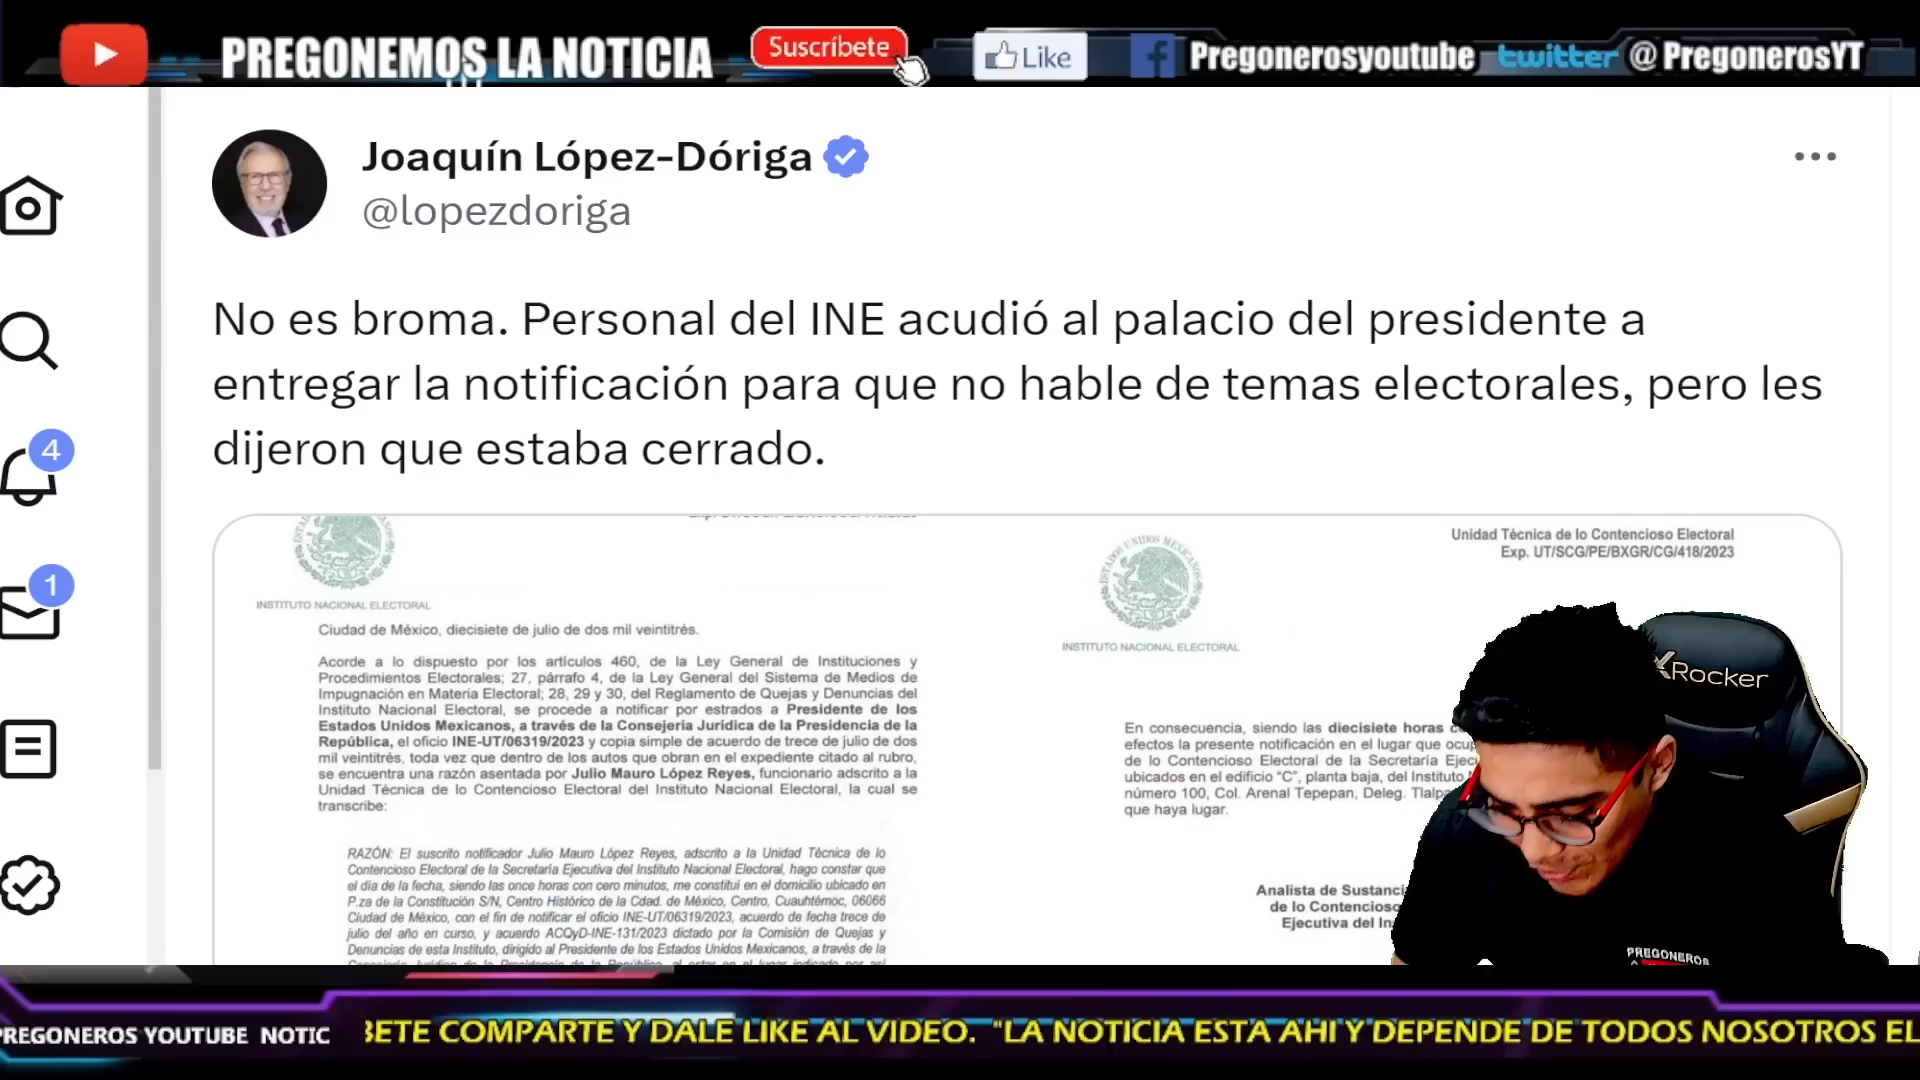 PREGONEMOS LA NOTICIA
Suscríbete
Like
Pregonerosyoutube
twitter @PregonerosYT
Joaquín López-Dóriga
@lopezdoriga
No es broma. Personal del INE acudió al palacio del presidente a
entregar la notificación para que no hable de temas electorales, pero les
dijeron que estaba cerrado.
4
1
INSTITUTO NACIONAL ELECTORAL
Ciudad de México, diecisiete de julio de dos mil veintitrés.
Acorde a lo dispuesto por los artículos 460, de la Ley General de Instituciones y
Procedimientos Electorales; 27, párrafo 4, de la Ley General del Sistema de Medios de
Impugnación en Materia Electoral; 28, 29 y 30, del Reglamento de Quejas y Denuncias del
Instituto Nacional Electoral, se procede a notificar por estrados a Presidente de los
Estados Unidos Mexicanos, a través de la Consejería Jurídica de la Presidencia de la
República, el oficio INE-UT/06319/2023 y copia simple de acuerdo de trece de julio de dos
mil veintitrés, toda vez que dentro de los autos que obran en el expediente citado al rubro,
se encuentra una razón asentada por Julio Mauro López Reyes, funcionario adscrito a la
Unidad Técnica de lo Contencioso Electoral del Instituto Nacional Electoral, la cual se
transcribe:
RAZÓN: El suscrito notificador Julio Mauro López Reyes, adscrito a la Unidad Técnica de lo
Contencioso Electoral de la Secretaría Ejecutiva del Instituto Nacional Electoral, hago constar que
el día de la fecha, siendo las once horas con cero minutos, me constituí en el domicilio ubicado en
P.za de la Constitución S/N, Centro Histórico de la Cdad. de México, Centro, Cuauhtémoc, 06066
Ciudad de México, con el fin de notificar el oficio INE-UT/06319/2023, acuerdo de fecha trece de
julio del año en curso, y acuerdo ACQyD-INE-131/2023 dictado por la Comisión de Quejas y
Denuncias de esta Instituto, dirigido al Presidente de los Estados Unidos Mexicanos, a través de la
Unidad Técnica de lo Contencioso Electoral
Exp. UT/SCG/PE/BXGR/CG/418/2023
ESTADOS UNIDOS MEXICANOS
INSTITUTO NACIONAL ELECTORAL
En consecuencia, siendo las diecisiete horas
efectos la presente notificación en el lugar que ocup
de lo Contencioso Electoral de la Secretaría Ejecu
ubicados en el edificio "C", planta baja, del Instituto
número 100, Col. Arenal Tepepan, Deleg. Tlalpa
que haya lugar.
Analista de Sustanci
de lo Contencioso
Ejecutiva del In
XRocker
PREGONEROS
PREGONEROS YOUTUBE NOTIC
BETE COMPARTE Y DALE LIKE AL VIDEO. "LA NOTICIA ESTA AHI Y DEPENDE DE TODOS NOSOTROS EL